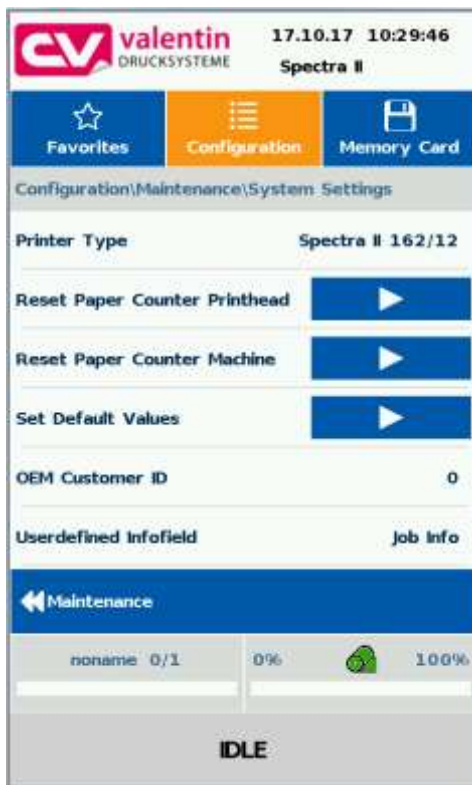 CV valentin
DRUCKSYSTEME
17.10.17 10:29:46
Spectra II
Favorites Configuration Memory Card
Configuration\Maintenance\System Settings
Printer Type Spectra II 162/12
Reset Paper Counter Printhead
Reset Paper Counter Machine
Set Default Values
OEM Customer ID 0
Userdefined Infofield Job Info
Maintenance
noname 0/1 0% 100%
IDLE